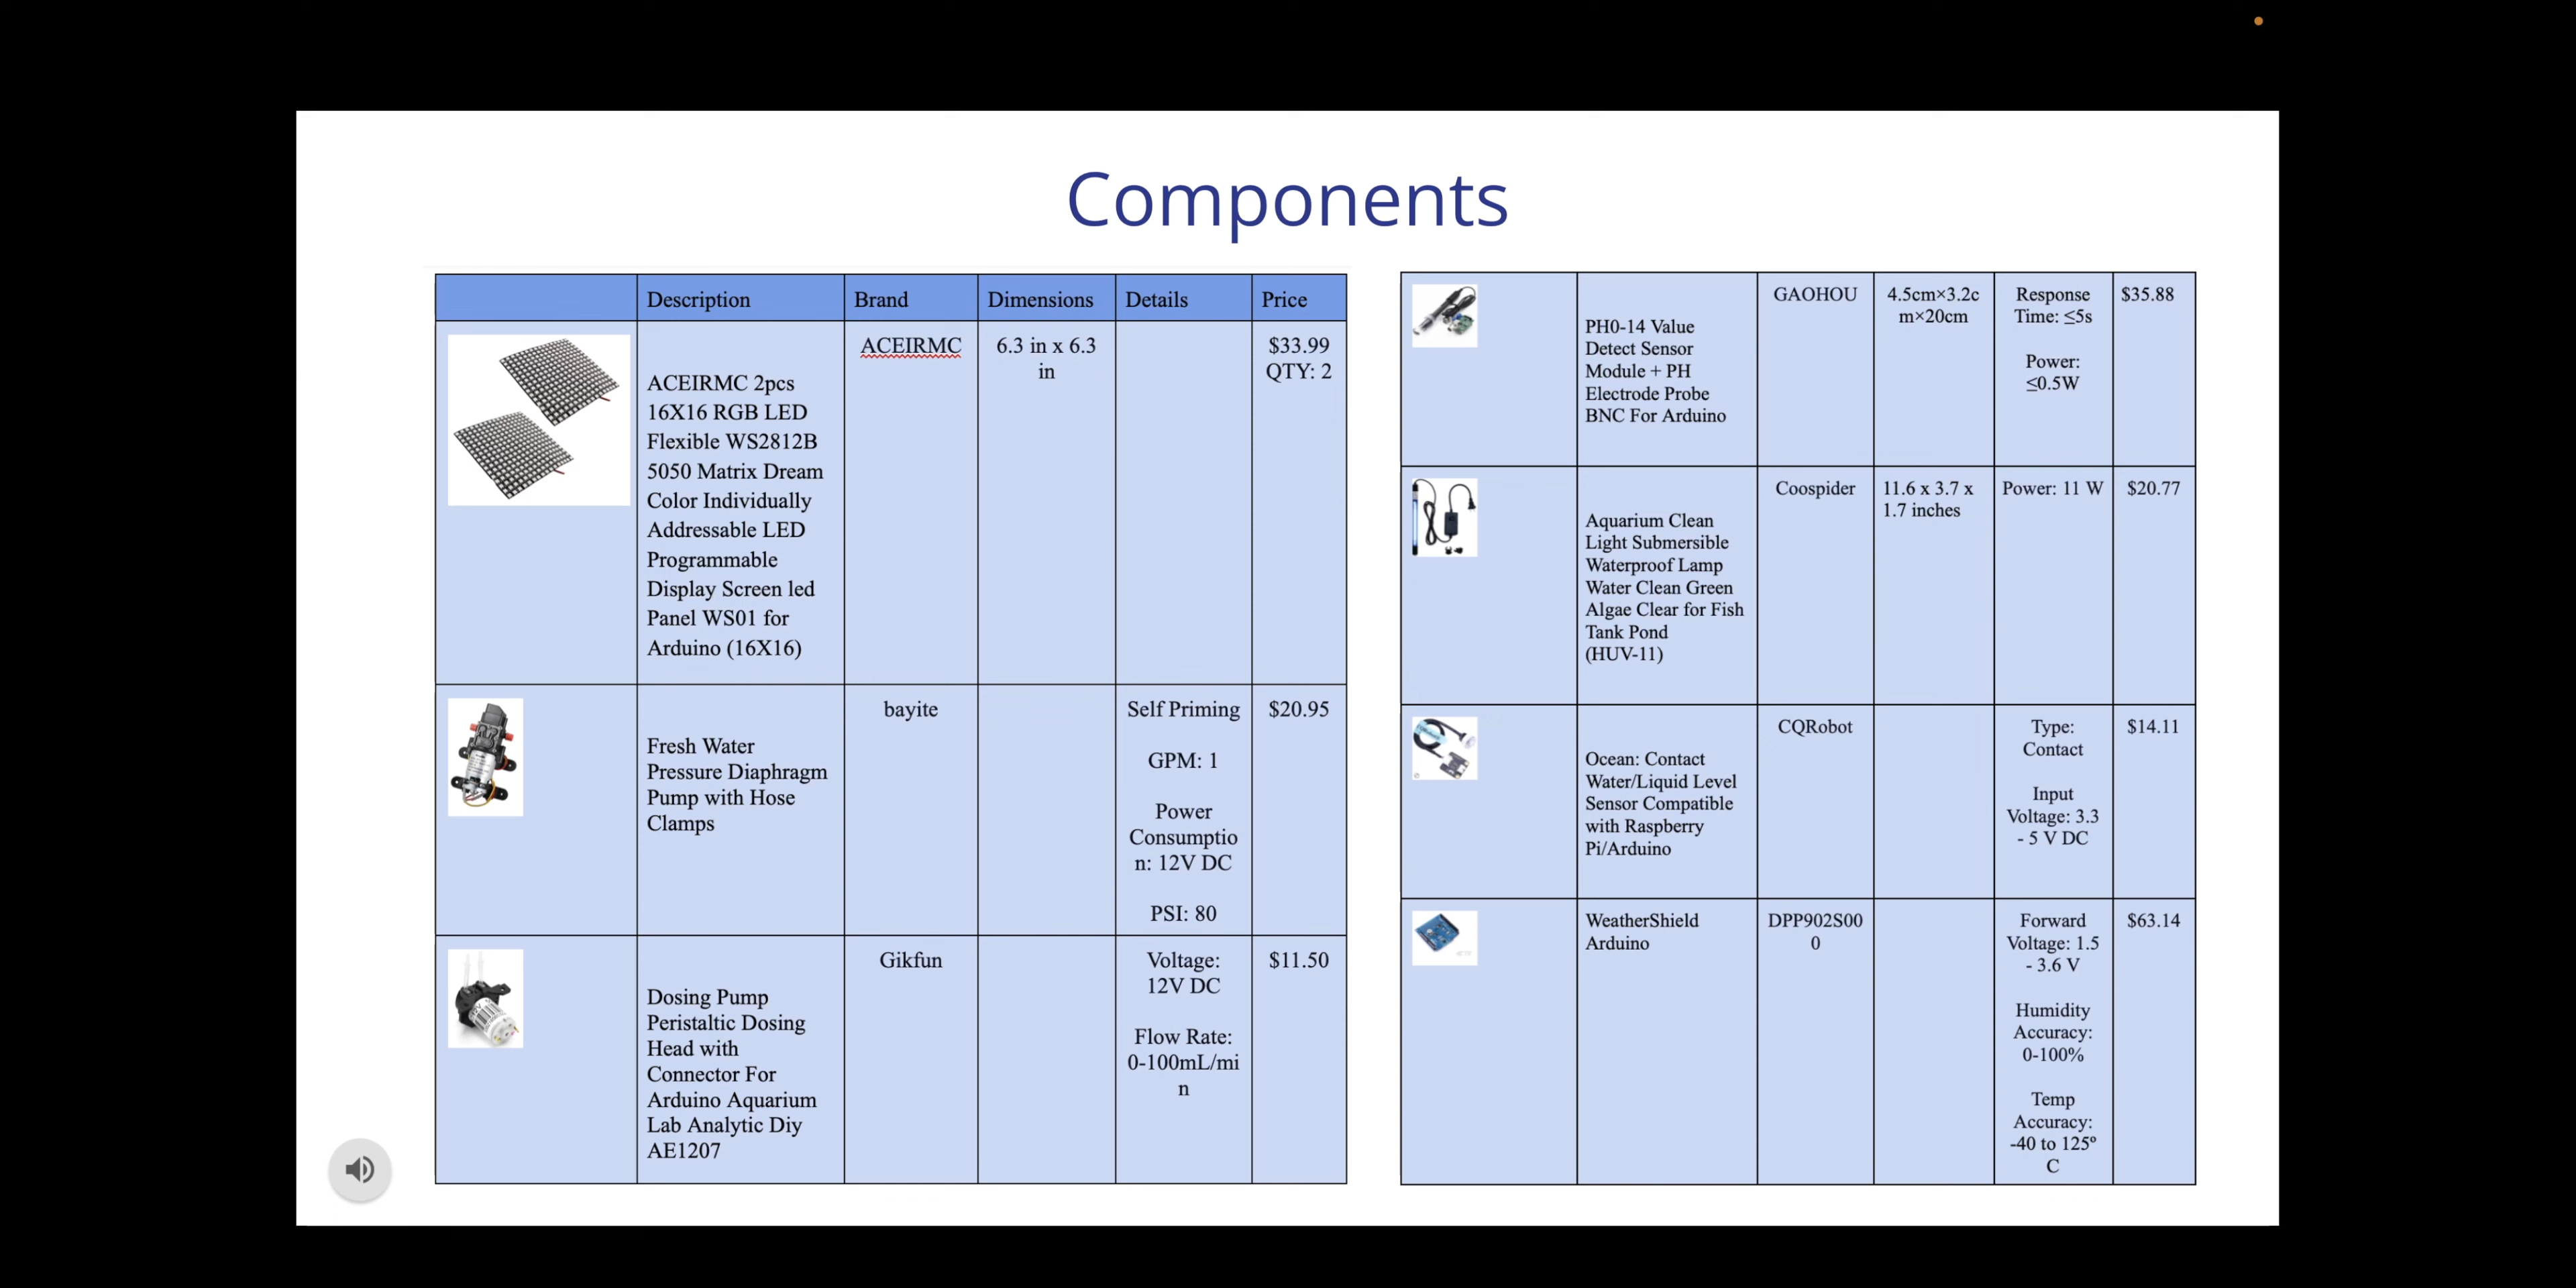 Components
Description
Brand
Dimensions
Details
Price
ACEIRMC 2pcs
16X16 RGB LED
Flexible WS2812B
5050 Matrix Dream
Color Individually
Addressable LED
Programmable
Display Screen led
Panel WS01 for
Arduino (16X16)
ACEIRMC
6.3 in x 6.3
in
$33.99
QTY: 2
Fresh Water
Pressure Diaphragm
Pump with Hose
Clamps
bayite
Self Priming
GPM: 1
Power
Consumptio
n: 12V DC
PSI: 80
$20.95
Dosing Pump
Peristaltic Dosing
Head with
Connector For
Arduino Aquarium
Lab Analytic Diy
AE1207
Gikfun
Voltage:
12V DC
Flow Rate:
0-100mL/mi
n
$11.50
PH0-14 Value
Detect Sensor
Module + PH
Electrode Probe
BNC For Arduino
GAOHOU
4.5cm×3.2c
m×20cm
Response
Time: ≤5s
Power:
≤0.5W
$35.88
Aquarium Clean
Light Submersible
Waterproof Lamp
Water Clean Green
Algae Clear for Fish
Tank Pond
(HUV-11)
Coospider
11.6 x 3.7 x
1.7 inches
Power: 11 W
$20.77
Ocean: Contact
Water/Liquid Level
Sensor Compatible
with Raspberry
Pi/Arduino
CQRobot
Type:
Contact
Input
Voltage: 3.3
- 5 V DC
$14.11
WeatherShield
Arduino
DPP902S00
0
Forward
Voltage: 1.5
- 3.6 V
Humidity
Accuracy:
0-100%
Temp
Accuracy:
-40 to 125º
C
$63.14